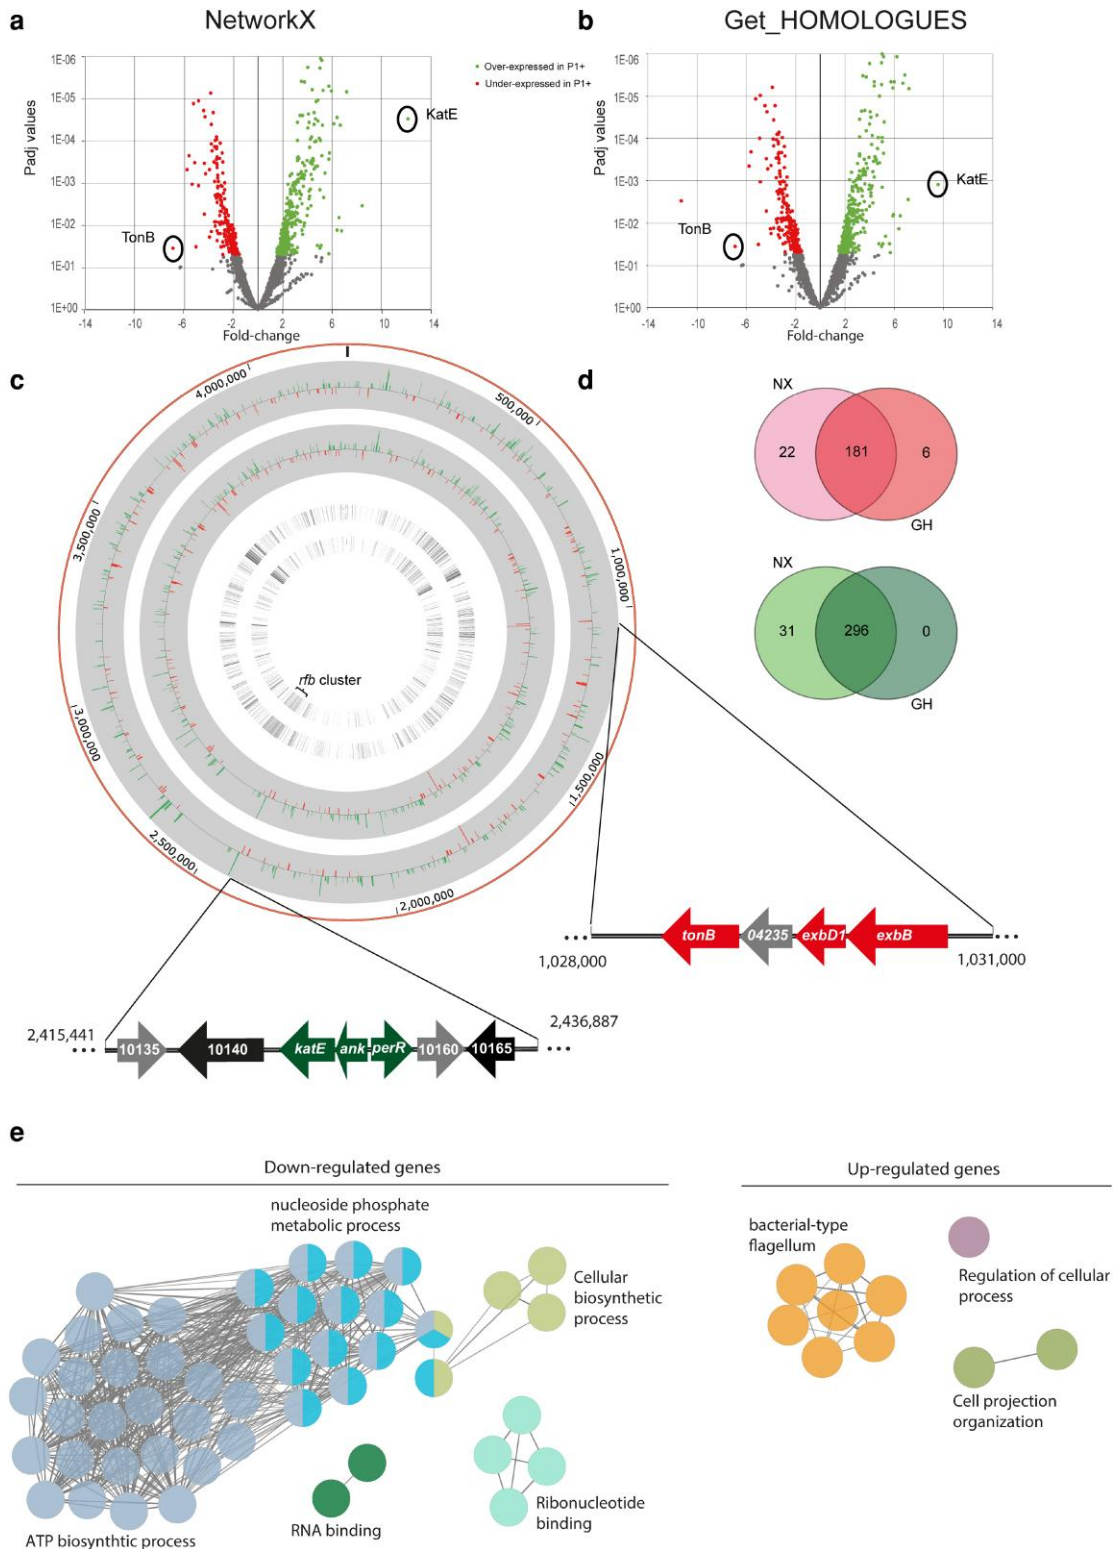 a
NetworkX
b
Get_HOMOLOGUES
1E-06
1E-05
1E-04
1E-03
1E-02
1E-01
1E+00
Padj values
-14
-10
-6
-2
2
6
10
14
Fold-change
KatE
TonB
Over-expressed in P1+
Under-expressed in P1+
1E-06
1E-05
1E-04
1E-03
1E-02
1E-01
1E+00
Padj values
-14
-10
-6
-2
2
6
10
14
Fold-change
KatE
TonB
c
500,000
1,000,000
1,500,000
2,000,000
2,500,000
3,000,000
3,500,000
4,000,000
rfb cluster
d
NX
22
181
6
GH
NX
31
296
0
GH
tonB
04235
exbD1
exbB
1,028,000
1,031,000
2,415,441
2,436,887
10135
10140
katE
ank
perR
10160
10165
e
Down-regulated genes
nucleoside phosphate
metabolic process
Cellular
biosynthetic
process
ATP biosynthtic process
RNA binding
Ribonucleotide
binding
Up-regulated genes
bacterial-type
flagellum
Regulation of cellular
process
Cell projection
organization